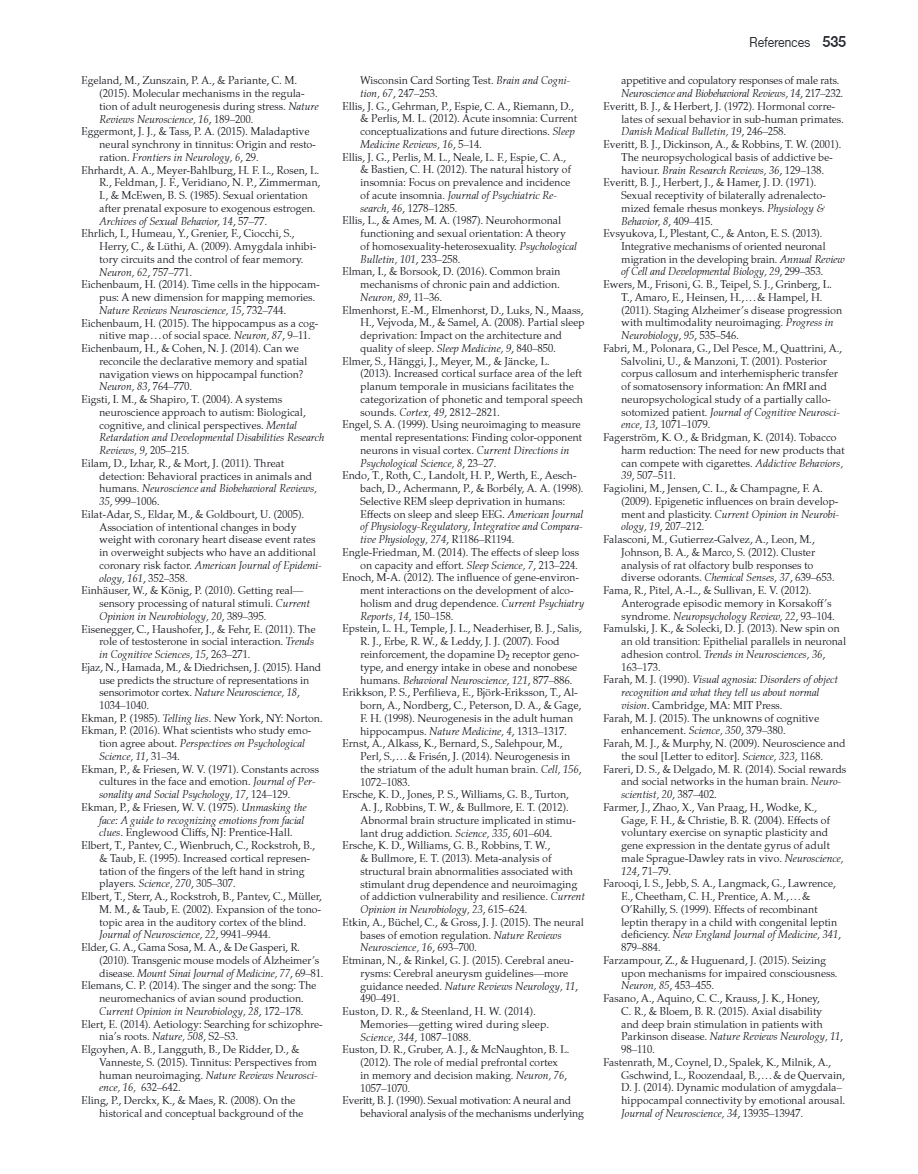 References 535
Egeland, M., Zunszain, P. A., & Pariante, C. M.
(2015). Molecular mechanisms in the regula-
tion of adult neurogenesis during stress. Nature
Reviews Neuroscience, 16, 189–200.
Eggermont, J. J., & Tass, P. A. (2015). Maladaptive
neural synchrony in tinnitus: Origin and resto-
ration. Frontiers in Neurology, 6, 29.
Ehrhardt, A. A., Meyer-Bahlburg, H. F. L., Rosen, L.
R., Feldman, J. F., Veridiano, N. P., Zimmerman,
I., & McEwen, B. S. (1985). Sexual orientation
after prenatal exposure to exogenous estrogen.
Archives of Sexual Behavior, 14, 57–77.
Ehrlich, I., Humeau, Y., Grenier, F., Ciocchi, S.,
Herry, C., & Lüthi, A. (2009). Amygdala inhibi-
tory circuits and the control of fear memory.
Neuron, 62, 757–771.
Eichenbaum, H. (2014). Time cells in the hippocam-
pus: A new dimension for mapping memories.
Nature Reviews Neuroscience, 15, 732–744.
Eichenbaum, H. (2015). The hippocampus as a cog-
nitive map…of social space. Neuron, 87, 9–11.
Eichenbaum, H., & Cohen, N. J. (2014). Can we
reconcile the declarative memory and spatial
navigation views on hippocampal function?
Neuron, 83, 764–770.
Eigsti, I. M., & Shapiro, T. (2004). A systems
neuroscience approach to autism: Biological,
cognitive, and clinical perspectives. Mental
Retardation and Developmental Disabilities Research
Reviews, 9, 205–215.
Eilam, D., Izhar, R., & Mort, J. (2011). Threat
detection: Behavioral practices in animals and
humans. Neuroscience and Biobehavioral Reviews,
35, 999–1006.
Eilat-Adar, S., Eldar, M., & Goldbourt, U. (2005).
Association of intentional changes in body
weight with coronary heart disease event rates
in overweight subjects who have an additional
coronary risk factor. American Journal of Epidemi-
ology, 161, 352–358.
Einhäuser, W., & König, P. (2010). Getting real—
sensory processing of natural stimuli. Current
Opinion in Neurobiology, 20, 389–395.
Eisenegger, C., Haushofer, J., & Fehr, E. (2011). The
role of testosterone in social interaction. Trends
in Cognitive Sciences, 15, 263–271.
Ejaz, N., Hamada, M., & Diedrichsen, J. (2015). Hand
use predicts the structure of representations in
sensorimotor cortex. Nature Neuroscience, 18,
1034–1040.
Ekman, P. (1985). Telling lies. New York, NY: Norton.
Ekman, P. (2016). What scientists who study emo-
tion agree about. Perspectives on Psychological
Science, 11, 31–34.
Ekman, P., & Friesen, W. V. (1971). Constants across
cultures in the face and emotion. Journal of Per-
sonality and Social Psychology, 17, 124–129.
Ekman, P., & Friesen, W. V. (1975). Unmasking the
face: A guide to recognizing emotions from facial
clues. Englewood Cliffs, NJ: Prentice-Hall.
Elbert, T., Pantev, C., Wienbruch, C., Rockstroh, B.,
& Taub, E. (1995). Increased cortical represen-
tation of the fingers of the left hand in string
players. Science, 270, 305–307.
Elbert, T., Sterr, A., Rockstroh, B., Pantev, C., Müller,
M. M., & Taub, E. (2002). Expansion of the tono-
topic area in the auditory cortex of the blind.
Journal of Neuroscience, 22, 9941–9944.
Elder, G. A., Gama Sosa, M. A., & De Gasperi, R.
(2010). Transgenic mouse models of Alzheimer's
disease. Mount Sinai Journal of Medicine, 77, 69–81.
Elemans, C. P. (2014). The singer and the song: The
neuromechanics of avian sound production.
Current Opinion in Neurobiology, 28, 172–178.
Elert, E. (2014). Aetiology: Searching for schizophre-
nia's roots. Nature, 508, S2–S3.
Elgoyhen, A. B., Langguth, B., De Ridder, D., &
Vanneste, S. (2015). Tinnitus: Perspectives from
human neuroimaging. Nature Reviews Neurosci-
ence, 16, 632–642.
Eling, P., Derckx, K., & Maes, R. (2008). On the
historical and conceptual background of the
Wisconsin Card Sorting Test. Brain and Cogni-
tion, 67, 247–253.
Ellis, J. G., Gehrman, P., Espie, C. A., Riemann, D.,
& Perlis, M. L. (2012). Acute insomnia: Current
conceptualizations and future directions. Sleep
Medicine Reviews, 16, 5–14.
Ellis, J. G., Perlis, M. L., Neale, L. F., Espie, C. A.,
& Bastien, C. H. (2012). The natural history of
insomnia: Focus on prevalence and incidence
of acute insomnia. Journal of Psychiatric Re-
search, 46, 1278–1285.
Ellis, L., & Ames, M. A. (1987). Neurohormonal
functioning and sexual orientation: A theory
of homosexuality-heterosexuality. Psychological
Bulletin, 101, 233–258.
Elman, I., & Borsook, D. (2016). Common brain
mechanisms of chronic pain and addiction.
Neuron, 89, 11–36.
Elmenhorst, E.-M., Elmenhorst, D., Luks, N., Maass,
H., Vejvoda, M., & Samel, A. (2008). Partial sleep
deprivation: Impact on the architecture and
quality of sleep. Sleep Medicine, 9, 840–850.
Elmer, S., Hänggi, J., Meyer, M., & Jäncke, L.
(2013). Increased cortical surface area of the left
planum temporale in musicians facilitates the
categorization of phonetic and temporal speech
sounds. Cortex, 49, 2812–2821.
Engel, S. A. (1999). Using neuroimaging to measure
mental representations: Finding color-opponent
neurons in visual cortex. Current Directions in
Psychological Science, 8, 23–27.
Endo, T., Roth, C., Landolt, H. P., Werth, E., Aesch-
bach, D., Achermann, P., & Borbély, A. A. (1998).
Selective REM sleep deprivation in humans:
Effects on sleep and sleep EEG. American Journal
of Physiology-Regulatory, Integrative and Compara-
tive Physiology, 274, R1186–R1194.
Engle-Friedman, M. (2014). The effects of sleep loss
on capacity and effort. Sleep Science, 7, 213–224.
Enoch, M-A. (2012). The influence of gene-environ-
ment interactions on the development of alco-
holism and drug dependence. Current Psychiatry
Reports, 14, 150–158.
Epstein, L. H., Temple, J. L., Neaderhiser, B. J., Salis,
R. J., Erbe, R. W., & Leddy, J. J. (2007). Food
reinforcement, the dopamine D2 receptor geno-
type, and energy intake in obese and nonobese
humans. Behavioral Neuroscience, 121, 877–886.
Erikkson, P. S., Perfilieva, E., Björk-Eriksson, T., Al-
born, A., Nordberg, C., Peterson, D. A., & Gage,
F. H. (1998). Neurogenesis in the adult human
hippocampus. Nature Medicine, 4, 1313–1317.
Ernst, A., Alkass, K., Bernard, S., Salehpour, M.,
Perl, S.,… & Frisén, J. (2014). Neurogenesis in
the striatum of the adult human brain. Cell, 156,
1072–1083.
Ersche, K. D., Jones, P. S., Williams, G. B., Turton,
A. J., Robbins, T. W., & Bullmore, E. T. (2012).
Abnormal brain structure implicated in stimu-
lant drug addiction. Science, 335, 601–604.
Ersche, K. D., Williams, G. B., Robbins, T. W.,
& Bullmore, E. T. (2013). Meta-analysis of
structural brain abnormalities associated with
stimulant drug dependence and neuroimaging
of addiction vulnerability and resilience. Current
Opinion in Neurobiology, 23, 615–624.
Etkin, A., Büchel, C., & Gross, J. J. (2015). The neural
bases of emotion regulation. Nature Reviews
Neuroscience, 16, 693–700.
Etminan, N., & Rinkel, G. J. (2015). Cerebral aneu-
rysms: Cerebral aneurysm guidelines—more
guidance needed. Nature Reviews Neurology, 11,
490–491.
Euston, D. R., & Steenland, H. W. (2014).
Memories—getting wired during sleep.
Science, 344, 1087–1088.
Euston, D. R., Gruber, A. J., & McNaughton, B. L.
(2012). The role of medial prefrontal cortex
in memory and decision making. Neuron, 76,
1057–1070.
Everitt, B. J. (1990). Sexual motivation: A neural and
behavioral analysis of the mechanisms underlying
appetitive and copulatory responses of male rats.
Neuroscience and Biobehavioral Reviews, 14, 217–232.
Everitt, B. J., & Herbert, J. (1972). Hormonal corre-
lates of sexual behavior in sub-human primates.
Danish Medical Bulletin, 19, 246–258.
Everitt, B. J., Dickinson, A., & Robbins, T. W. (2001).
The neuropsychological basis of addictive be-
haviour. Brain Research Reviews, 36, 129–138.
Everitt, B. J., Herbert, J., & Hamer, J. D. (1971).
Sexual receptivity of bilaterally adrenalecto-
mized female rhesus monkeys. Physiology &
Behavior, 8, 409–415.
Evsyukova, I., Plestant, C., & Anton, E. S. (2013).
Integrative mechanisms of oriented neuronal
migration in the developing brain. Annual Review
of Cell and Developmental Biology, 29, 299–353.
Ewers, M., Frisoni, G. B., Teipel, S. J., Grinberg, L.
T., Amaro, E., Heinsen, H.,… & Hampel, H.
(2011). Staging Alzheimer's disease progression
with multimodality neuroimaging. Progress in
Neurobiology, 95, 535–546.
Fabri, M., Polonara, G., Del Pesce, M., Quattrini, A.,
Salvolini, U., & Manzoni, T. (2001). Posterior
corpus callosum and interhemispheric transfer
of somatosensory information: An fMRI and
neuropsychological study of a partially callo-
sotomized patient. Journal of Cognitive Neurosci-
ence, 13, 1071–1079.
Fagerström, K. O., & Bridgman, K. (2014). Tobacco
harm reduction: The need for new products that
can compete with cigarettes. Addictive Behaviors,
39, 507–511.
Fagiolini, M., Jensen, C. L., & Champagne, F. A.
(2009). Epigenetic influences on brain develop-
ment and plasticity. Current Opinion in Neurobi-
ology, 19, 207–212.
Falasconi, M., Gutierrez-Galvez, A., Leon, M.,
Johnson, B. A., & Marco, S. (2012). Cluster
analysis of rat olfactory bulb responses to
diverse odorants. Chemical Senses, 37, 639–653.
Fama, R., Pitel, A.-L., & Sullivan, E. V. (2012).
Anterograde episodic memory in Korsakoff's
syndrome. Neuropsychology Review, 22, 93–104.
Famulski, J. K., & Solecki, D. J. (2013). New spin on
an old transition: Epithelial parallels in neuronal
adhesion control. Trends in Neurosciences, 36,
163–173.
Farah, M. J. (1990). Visual agnosia: Disorders of object
recognition and what they tell us about normal
vision. Cambridge, MA: MIT Press.
Farah, M. J. (2015). The unknowns of cognitive
enhancement. Science, 350, 379–380.
Farah, M. J., & Murphy, N. (2009). Neuroscience and
the soul [Letter to editor]. Science, 323, 1168.
Fareri, D. S., & Delgado, M. R. (2014). Social rewards
and social networks in the human brain. Neuro-
scientist, 20, 387–402.
Farmer, J., Zhao, X., Van Praag, H., Wodke, K.,
Gage, F. H., & Christie, B. R. (2004). Effects of
voluntary exercise on synaptic plasticity and
gene expression in the dentate gyrus of adult
male Sprague-Dawley rats in vivo. Neuroscience,
124, 71–79.
Farooqi, I. S., Jebb, S. A., Langmack, G., Lawrence,
E., Cheetham, C. H., Prentice, A. M.,… &
O'Rahilly, S. (1999). Effects of recombinant
leptin therapy in a child with congenital leptin
deficiency. New England Journal of Medicine, 341,
879–884.
Farzampour, Z., & Huguenard, J. (2015). Seizing
upon mechanisms for impaired consciousness.
Neuron, 85, 453–455.
Fasano, A., Aquino, C. C., Krauss, J. K., Honey,
C. R., & Bloem, B. R. (2015). Axial disability
and deep brain stimulation in patients with
Parkinson disease. Nature Reviews Neurology, 11,
98–110.
Fastenrath, M., Coynel, D., Spalek, K., Milnik, A.,
Gschwind, L., Roozendaal, B.,… & de Quervain,
D. J. (2014). Dynamic modulation of amygdala–
hippocampal connectivity by emotional arousal.
Journal of Neuroscience, 34, 13935–13947.